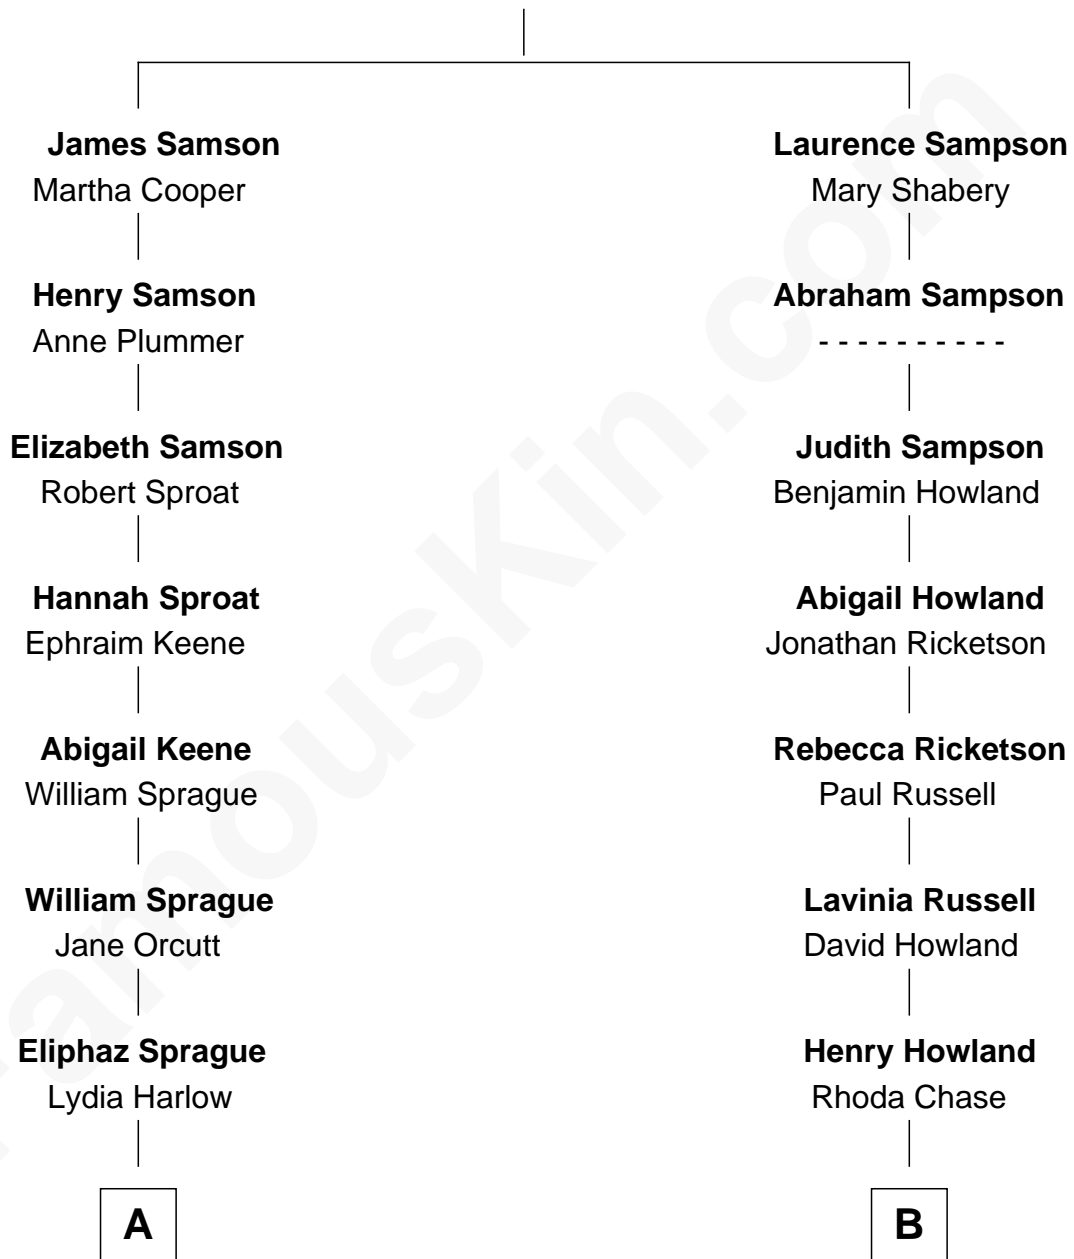 James Samson
Martha Cooper
Laurence Sampson
Mary Shabery
Henry Samson
Anne Plummer
Abraham Sampson
- - - - - - - - - -
Elizabeth Samson
Robert Sproat
Judith Sampson
Benjamin Howland
Hannah Sproat
Ephraim Keene
Abigail Howland
Jonathan Ricketson
Abigail Keene
William Sprague
Rebecca Ricketson
Paul Russell
William Sprague
Jane Orcutt
Lavinia Russell
David Howland
Eliphaz Sprague
Lydia Harlow
Henry Howland
Rhoda Chase
A
B
FamousKin.com